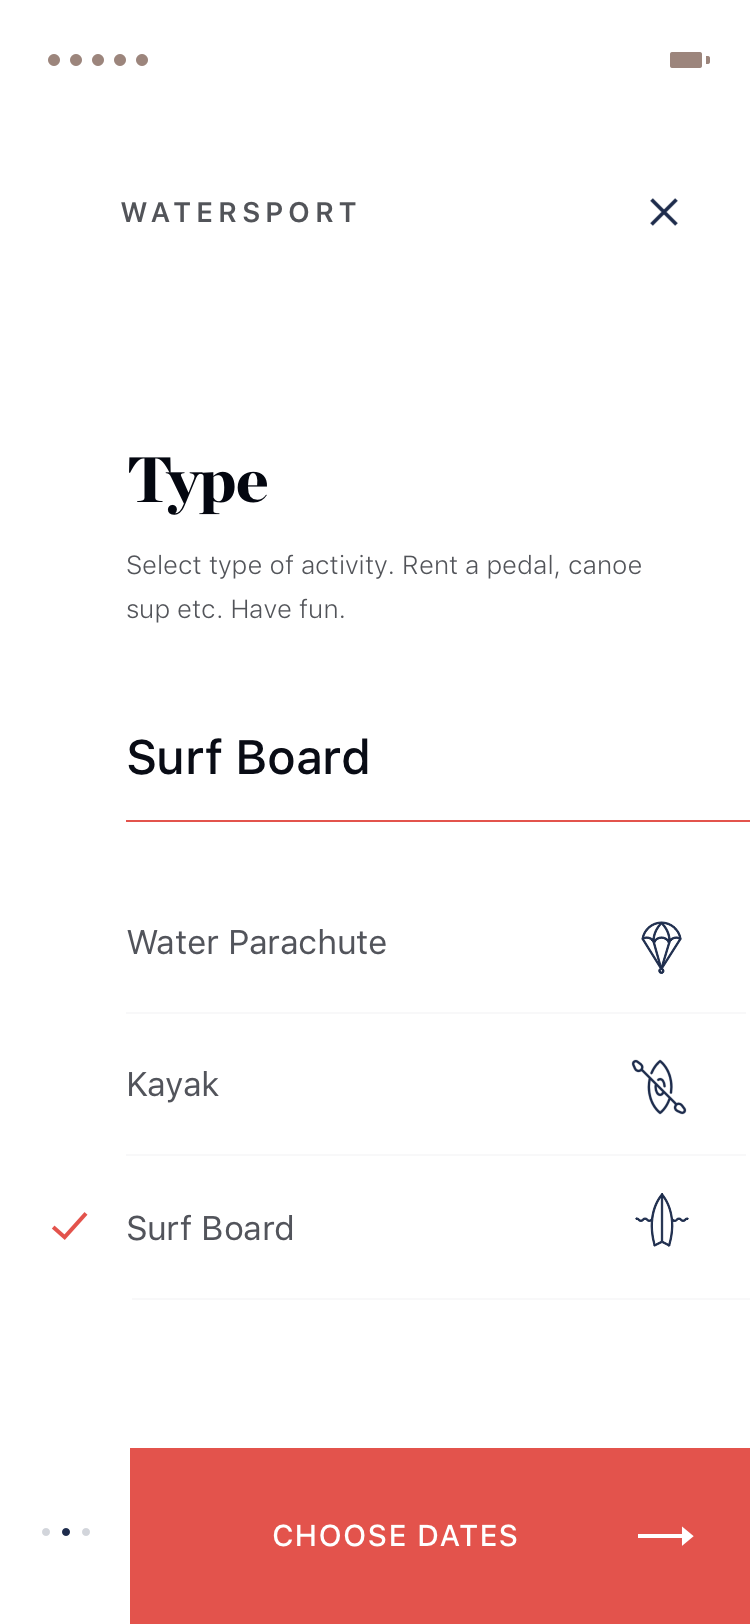 WATERSPORT
Type
Select type of activity. Rent a pedal, canoe
sup etc. Have fun.
Surf Board
Water Parachute
Kayak
Surf Board
CHOOSE DATES